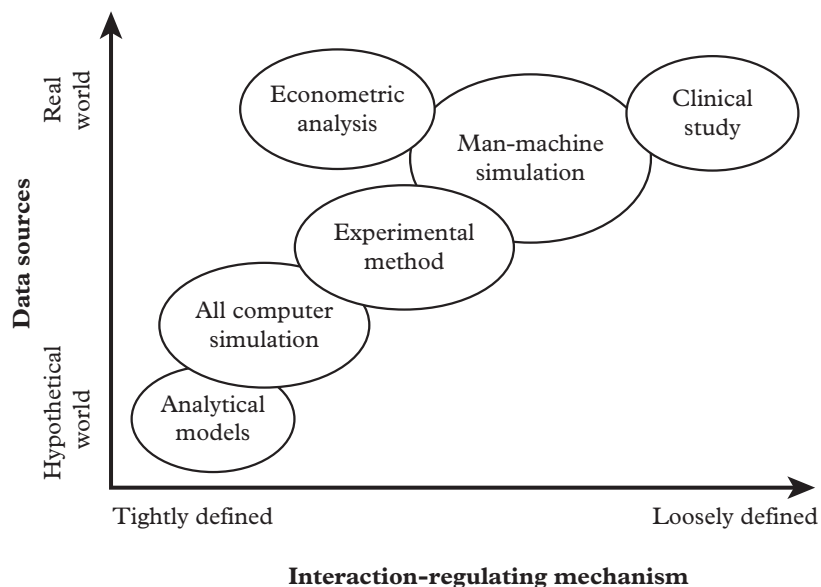 Real
world
Econometric
analysis
Clinical
study
Man-machine
simulation
Experimental
method
Data sources
All computer
simulation
Hypothetical
world
Analytical
models
Tightly defined
Loosely defined
Interaction-regulating mechanism